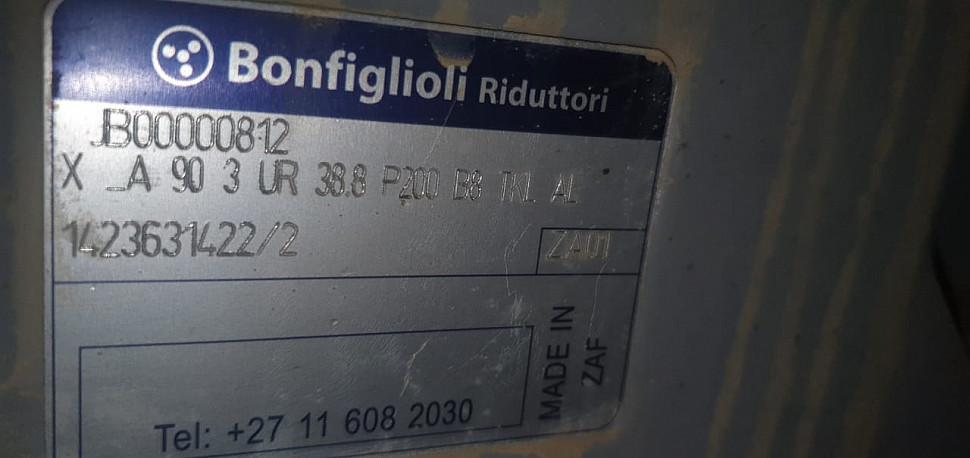 Bonfiglioli Riduttori
JB00000812
X _A 90 3 UR 38.8 P200 B8 TKL AL
1423631422/2
ZA01
MADE IN
ZAF
Tel: +27 11 608 2030